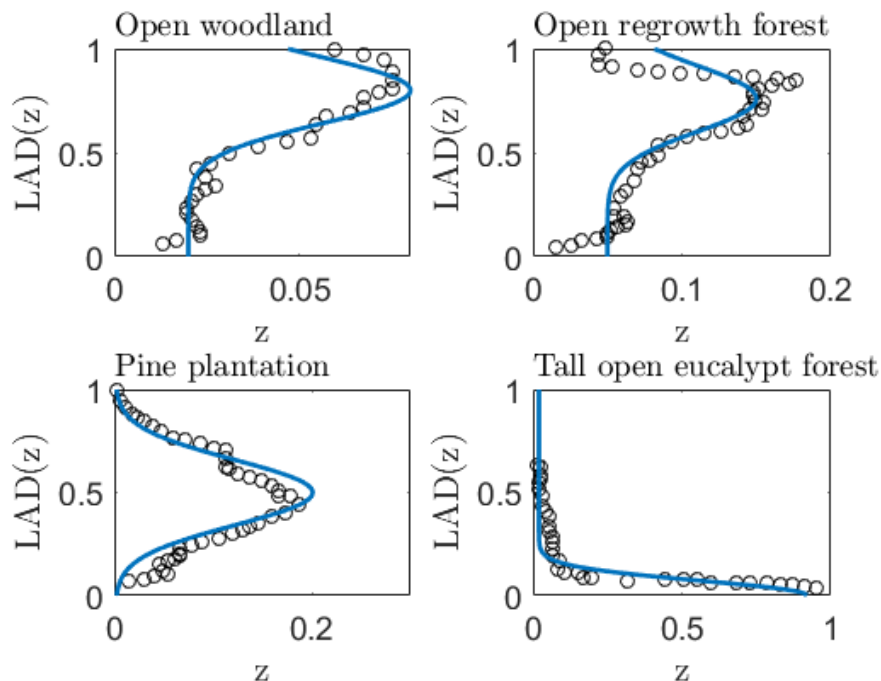 Open woodland
1
0.5
0
LAD(z)
0
0.05
z
Open regrowth forest
1
0.5
0
LAD(z)
0
0.1
0.2
z
Pine plantation
1
0.5
0
LAD(z)
0
0.2
z
Tall open eucalypt forest
1
0.5
0
LAD(z)
0
0.5
1
z